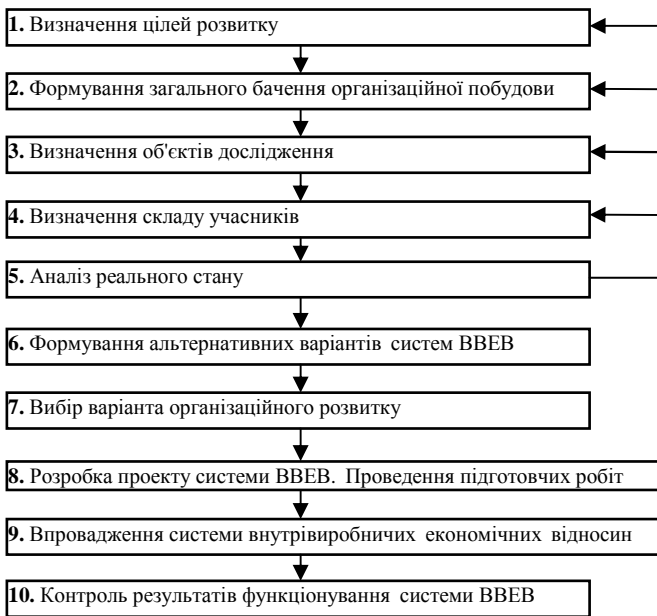 1. Визначення цілей розвитку
2. Формування загального бачення організаційної побудови
3. Визначення об'єктів дослідження
4. Визначення складу учасників
5. Аналіз реального стану
6. Формування альтернативних варіантів систем ВВЕВ
7. Вибір варіанта організаційного розвитку
8. Розробка проекту системи ВВЕВ. Проведення підготовчих робіт
9. Впровадження системи внутрівиробничих економічних відносин
10. Контроль результатів функціонування системи ВВЕВ